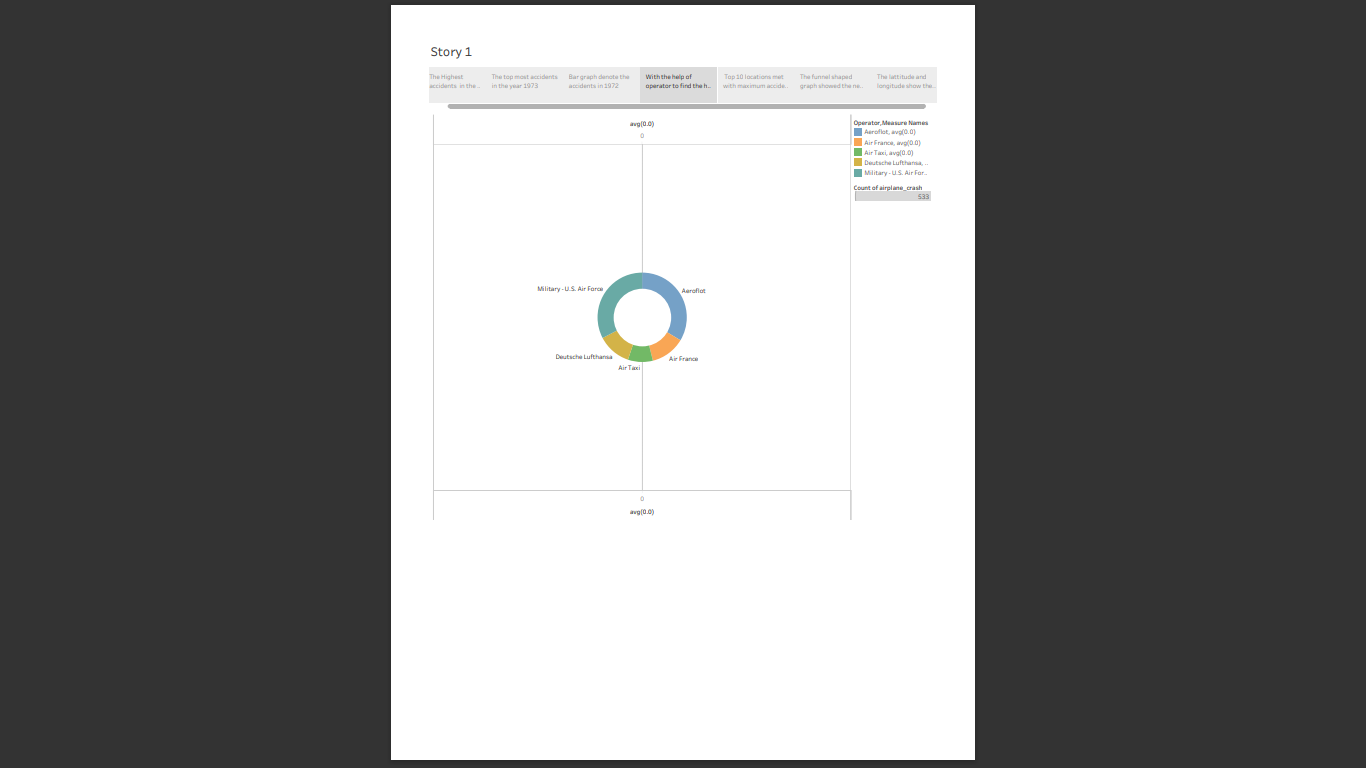 Story 1
The Highest
accidents in the ..
The top most accidents
in the year 1973
Bar graph denote the
accidents in 1972
With the help of
operator to find the h..
Top 10 locations met
with maximum accide..
The funnel shaped
graph showed the ne..
The lattitude and
longitude show the..
avg(0.0)
0
Military - U.S. Air Force
Aeroflot
Deutsche Lufthansa
Air France
Air Taxi
0
avg(0.0)
Operator, Measure Names
Aeroflot, avg(0.0)
Air France, avg(0.0)
Air Taxi, avg(0.0)
Deutsche Lufthansa, ..
Military - U.S. Air For..
Count of airplane_crash
533